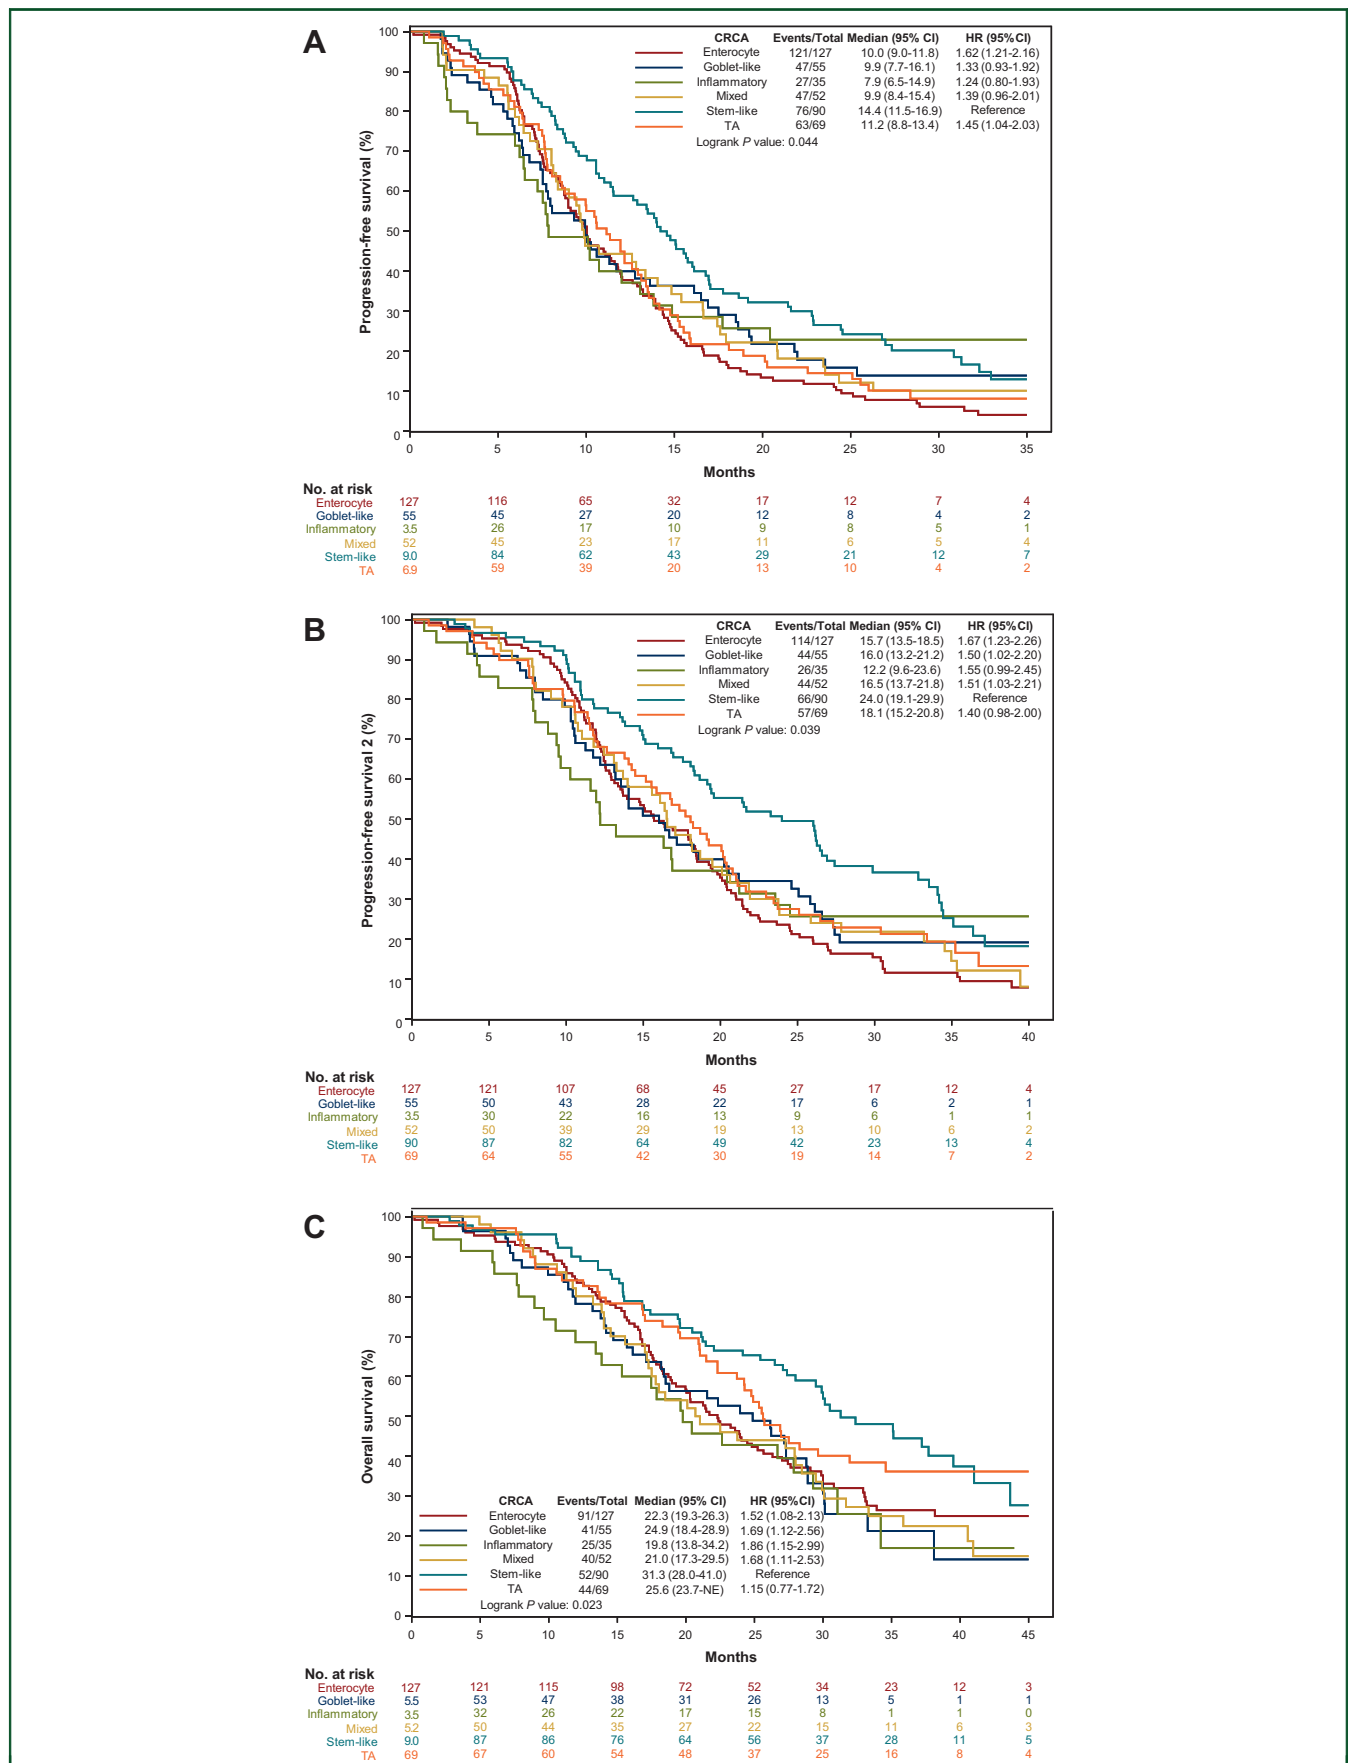 A
CRCA Events/Total Median (95% CI) HR (95%CI)
Enterocyte 121/127 10.0 (9.0-11.8) 1.62 (1.21-2.16)
Goblet-like 47/55 9.9 (7.7-16.1) 1.33 (0.93-1.92)
Inflammatory 27/35 7.9 (6.5-14.9) 1.24 (0.80-1.93)
Mixed 47/52 9.9 (8.4-15.4) 1.39 (0.96-2.01)
Stem-like 76/90 14.4 (11.5-16.9) Reference
TA 63/69 11.2 (8.8-13.4) 1.45 (1.04-2.03)
Logrank P value: 0.044
Progression-free survival (%)
100
90
80
70
60
50
40
30
20
10
0
0 5 10 15 20 25 30 35
Months
No. at risk
Enterocyte 127 116 65 32 17 12 7 4
Goblet-like 55 45 27 20 12 8 4 2
Inflammatory 3.5 26 17 10 9 8 5 1
Mixed 52 45 23 17 11 6 5 4
Stem-like 9.0 84 62 43 29 21 12 7
TA 6.9 59 39 20 13 10 4 2
B
CRCA Events/Total Median (95% CI) HR (95%CI)
Enterocyte 114/127 15.7 (13.5-18.5) 1.67 (1.23-2.26)
Goblet-like 44/55 16.0 (13.2-21.2) 1.50 (1.02-2.20)
Inflammatory 26/35 12.2 (9.6-23.6) 1.55 (0.99-2.45)
Mixed 44/52 16.5 (13.7-21.8) 1.51 (1.03-2.21)
Stem-like 66/90 24.0 (19.1-29.9) Reference
TA 57/69 18.1 (15.2-20.8) 1.40 (0.98-2.00)
Logrank P value: 0.039
Progression-free survival 2 (%)
100
90
80
70
60
50
40
30
20
10
0
0 5 10 15 20 25 30 35 40
Months
No. at risk
Enterocyte 127 121 107 68 45 27 17 12 4
Goblet-like 55 50 43 28 22 17 6 2 1
Inflammatory 3.5 30 22 16 13 9 6 1 1
Mixed 52 50 39 29 19 13 10 6 2
Stem-like 90 87 82 64 49 42 23 13 4
TA 69 64 55 42 30 19 14 7 2
C
Overall survival (%)
100
90
80
70
60
50
40
30
20
10
0
CRCA Events/Total Median (95% CI) HR (95%CI)
Enterocyte 91/127 22.3 (19.3-26.3) 1.52 (1.08-2.13)
Goblet-like 41/55 24.9 (18.4-28.9) 1.69 (1.12-2.56)
Inflammatory 25/35 19.8 (13.8-34.2) 1.86 (1.15-2.99)
Mixed 40/52 21.0 (17.3-29.5) 1.68 (1.11-2.53)
Stem-like 52/90 31.3 (28.0-41.0) Reference
TA 44/69 25.6 (23.7-NE) 1.15 (0.77-1.72)
Logrank P value: 0.023
0 5 10 15 20 25 30 35 40 45
Months
No. at risk
Enterocyte 127 121 115 98 72 52 34 23 12 3
Goblet-like 5.5 53 47 38 31 26 13 5 1 1
Inflammatory 3.5 32 26 22 17 15 8 1 1 0
Mixed 5.2 50 44 35 27 22 15 11 6 3
Stem-like 9.0 87 86 76 64 56 37 28 11 5
TA 69 67 60 54 48 37 25 16 8 4